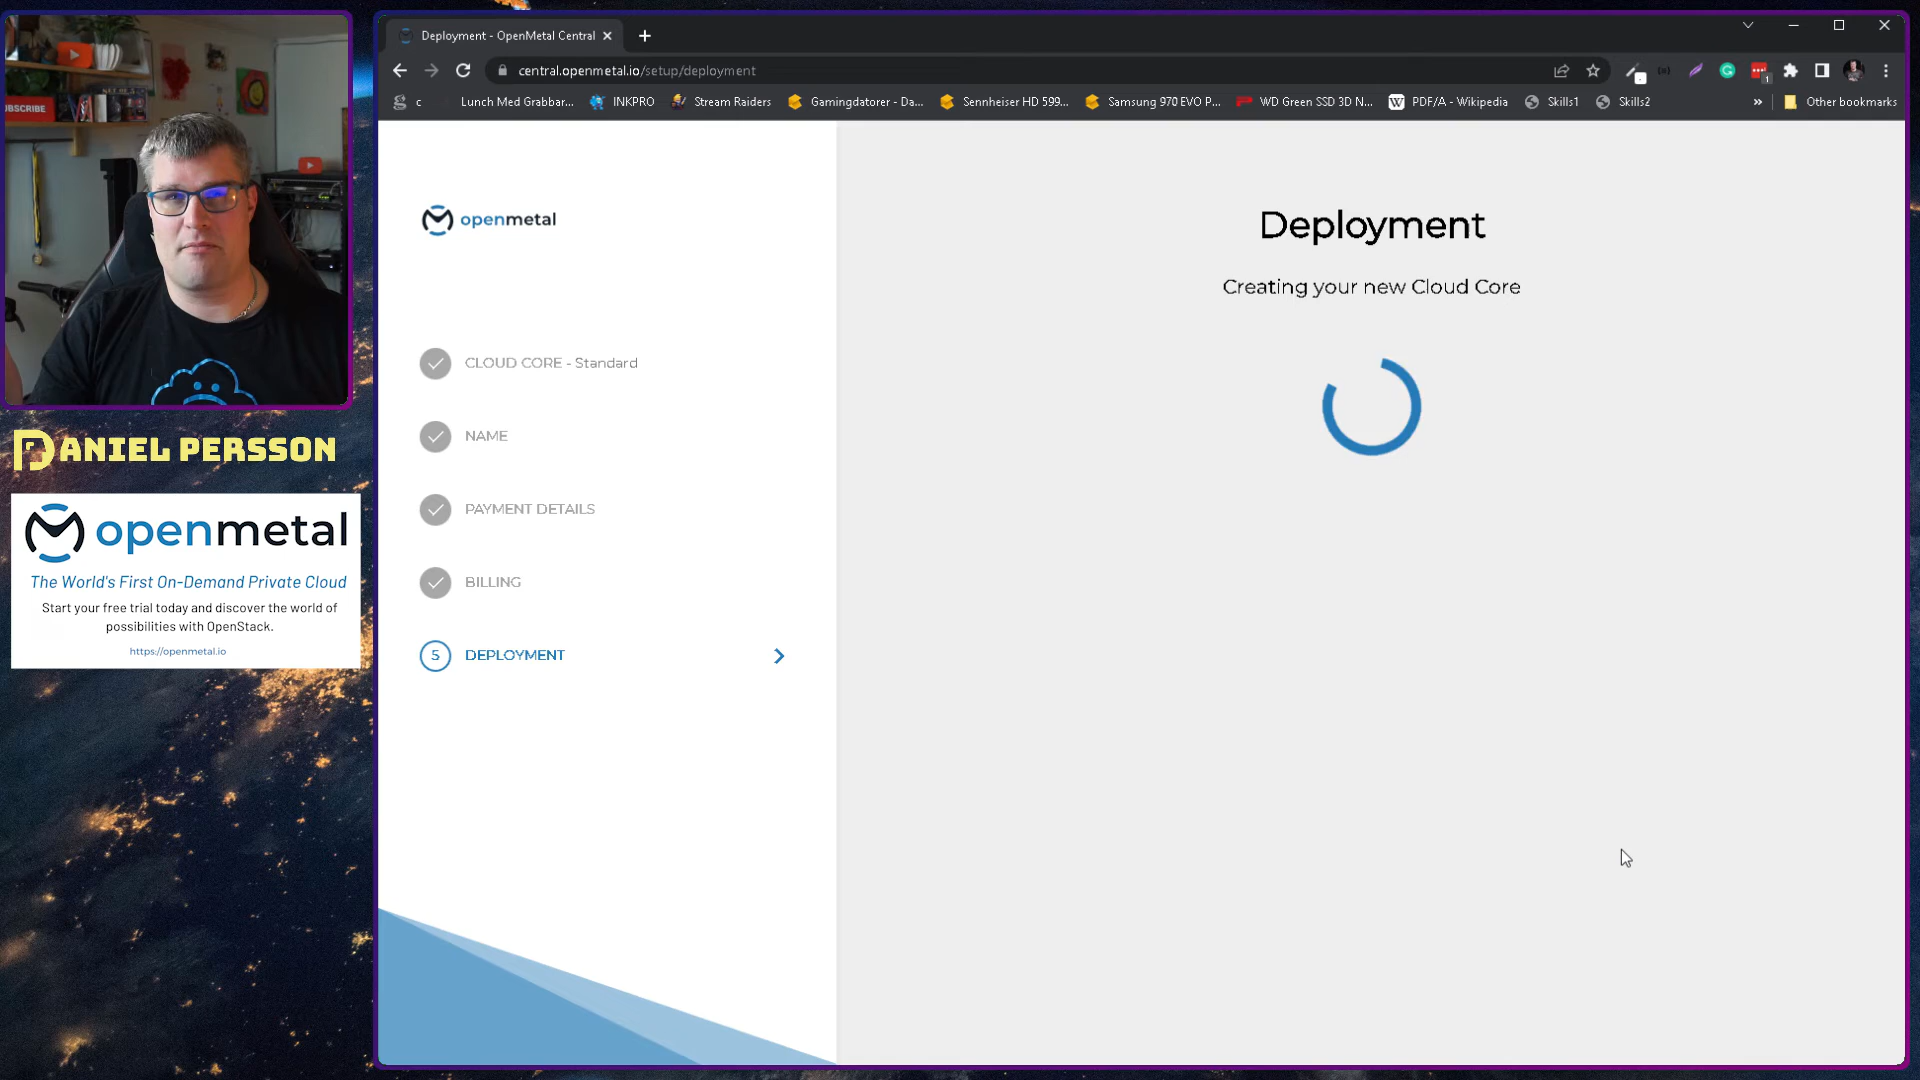 SUBSCRIBE
DANIEL PERSSON
openmetal
The World's First On-Demand Private Cloud
Start your free trial today and discover the world of
possibilities with OpenStack.
https://openmetal.io
Deployment - OpenMetal Central
central.openmetal.io/setup/deployment
1
c
Lunch Med Grabbar...
INKPRO
Stream Raiders
Gamingdatorer - Da...
Sennheiser HD 599...
Samsung 970 EVO P...
WD Green SSD 3D N...
W
PDF/A - Wikipedia
Skills1
Skills2
»
Other bookmarks
openmetal
CLOUD CORE - Standard
NAME
PAYMENT DETAILS
BILLING
5
DEPLOYMENT
Deployment
Creating your new Cloud Core